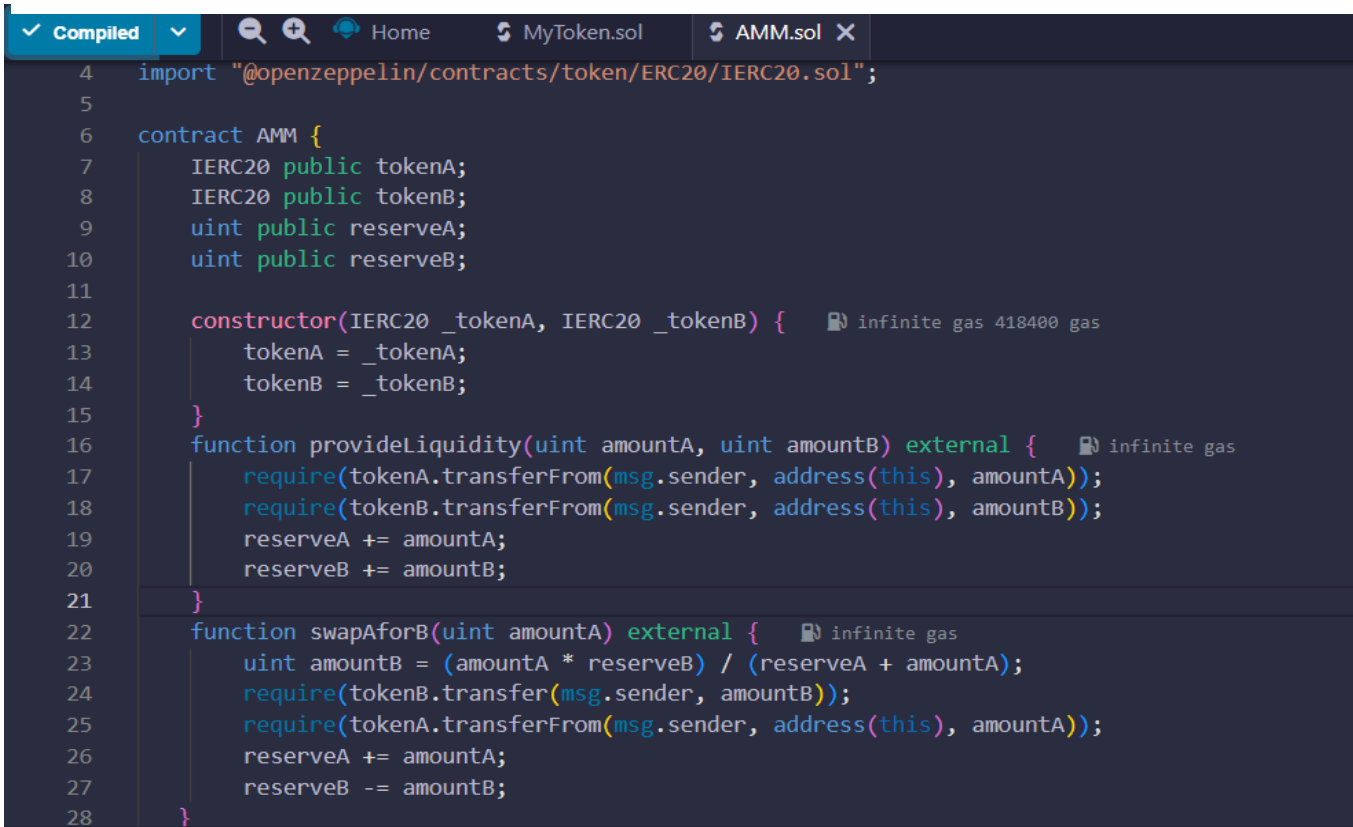 Compiled Home MyToken.sol AMM.sol
4 import "@openzeppelin/contracts/token/ERC20/IERC20.sol";
5
6 contract AMM {
7 IERC20 public tokenA;
8 IERC20 public tokenB;
9 uint public reserveA;
10 uint public reserveB;
11
12 constructor(IERC20 _tokenA, IERC20 _tokenB) { infinite gas 418400 gas
13 tokenA = _tokenA;
14 tokenB = _tokenB;
15 }
16 function provideLiquidity(uint amountA, uint amountB) external { infinite gas
17 require(tokenA.transferFrom(msg.sender, address(this), amountA));
18 require(tokenB.transferFrom(msg.sender, address(this), amountB));
19 reserveA += amountA;
20 reserveB += amountB;
21 }
22 function swapAforB(uint amountA) external { infinite gas
23 uint amountB = (amountA * reserveB) / (reserveA + amountA);
24 require(tokenB.transfer(msg.sender, amountB));
25 require(tokenA.transferFrom(msg.sender, address(this), amountA));
26 reserveA += amountA;
27 reserveB -= amountB;
28 }